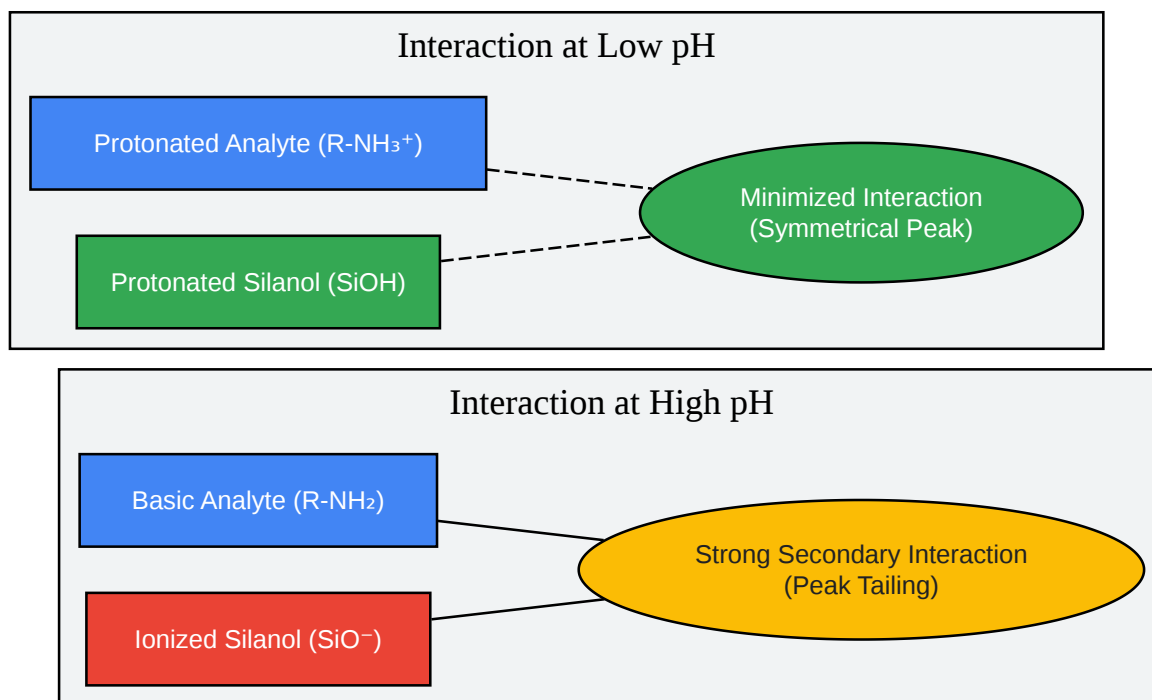 Interaction at Low pH
Protonated Analyte (R-NH₃⁺)
Protonated Silanol (SiOH)
Minimized Interaction
(Symmetrical Peak)
Interaction at High pH
Basic Analyte (R-NH₂)
Ionized Silanol (SiO⁻)
Strong Secondary Interaction
(Peak Tailing)